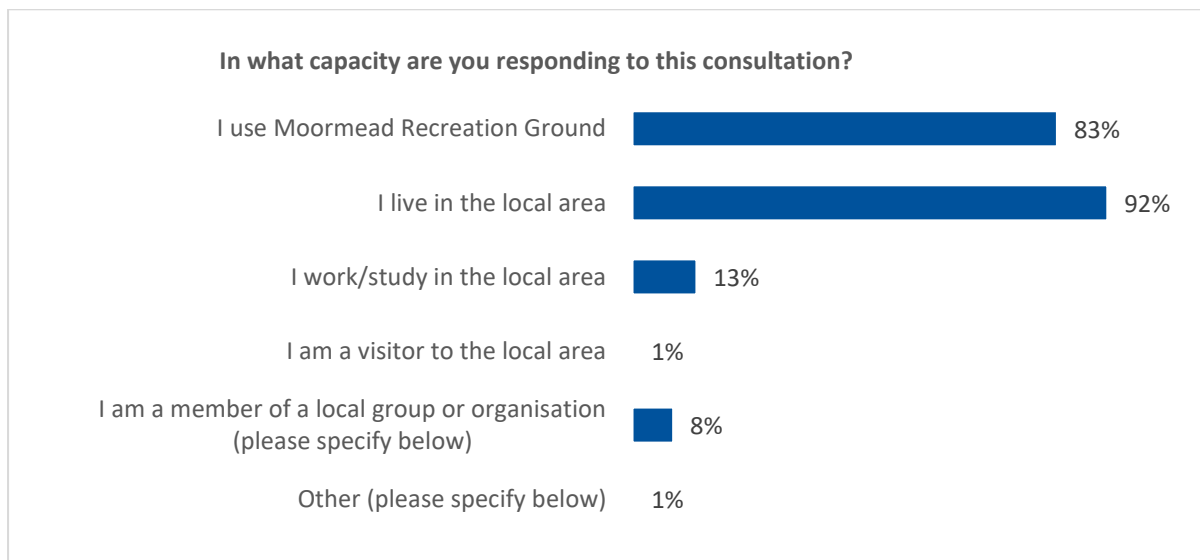 In what capacity are you responding to this consultation?
I use Moormead Recreation Ground
83%
I live in the local area
92%
I work/study in the local area
13%
I am a visitor to the local area
1%
I am a member of a local group or organisation
(please specify below)
8%
Other (please specify below)
1%